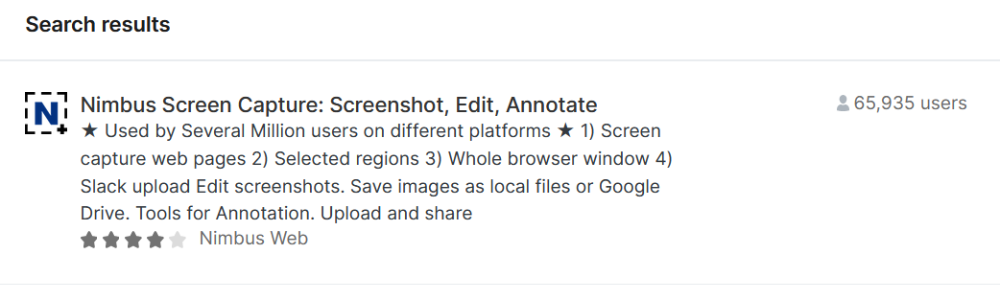 Search results
N
Nimbus Screen Capture: Screenshot, Edit, Annotate
65,935 users
★ Used by Several Million users on different platforms ★ 1) Screen
capture web pages 2) Selected regions 3) Whole browser window 4)
Slack upload Edit screenshots. Save images as local files or Google
Drive. Tools for Annotation. Upload and share
Nimbus Web